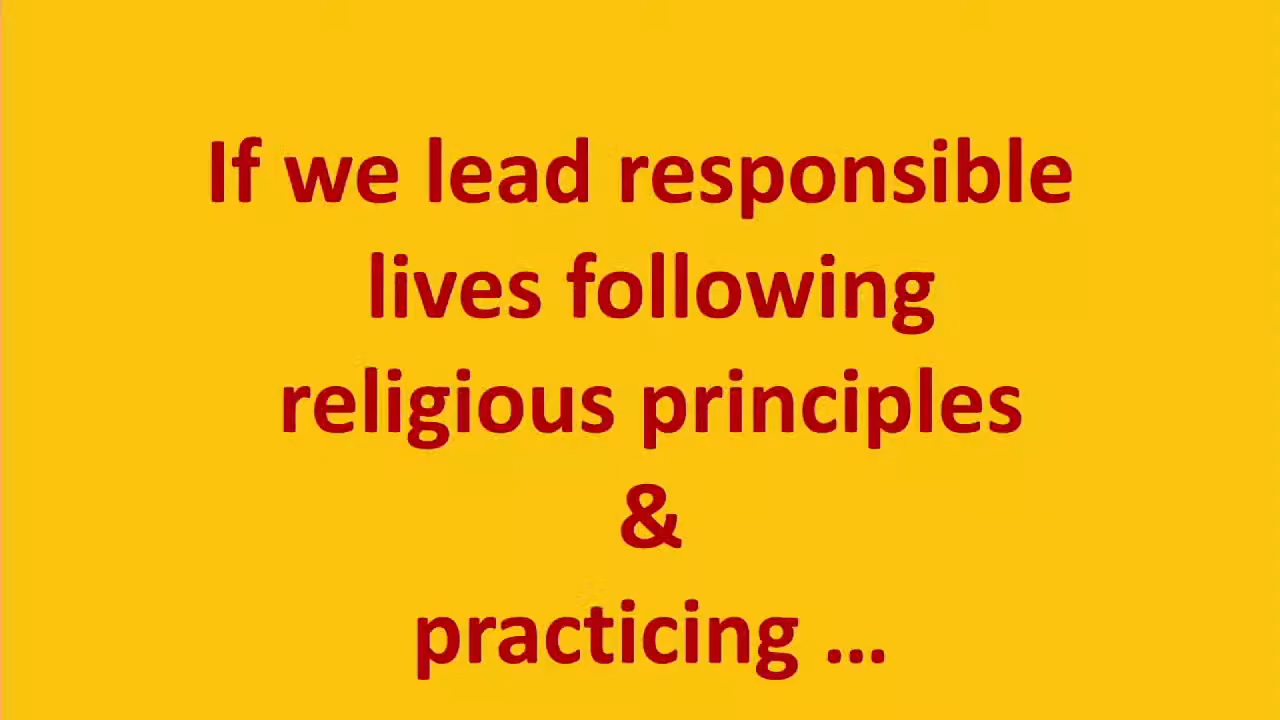 If we lead responsible
lives following
religious principles
&
practicing ...